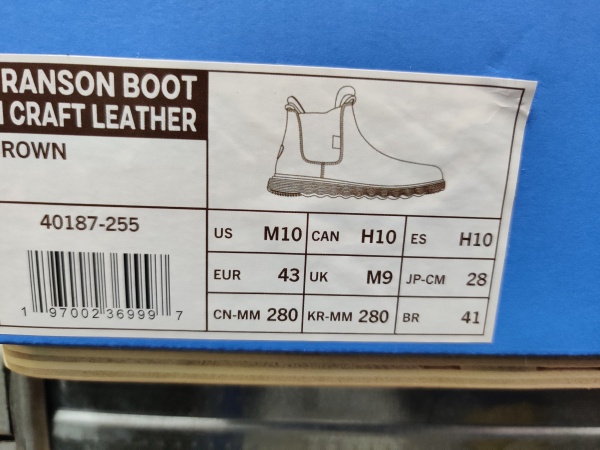 RANSON BOOT
CRAFT LEATHER
ROWN
40187-255
1 97002 36999 7
US M10 CAN H10 ES H10
EUR 43 UK M9 JP-CM 28
CN-MM 280 KR-MM 280 BR 41